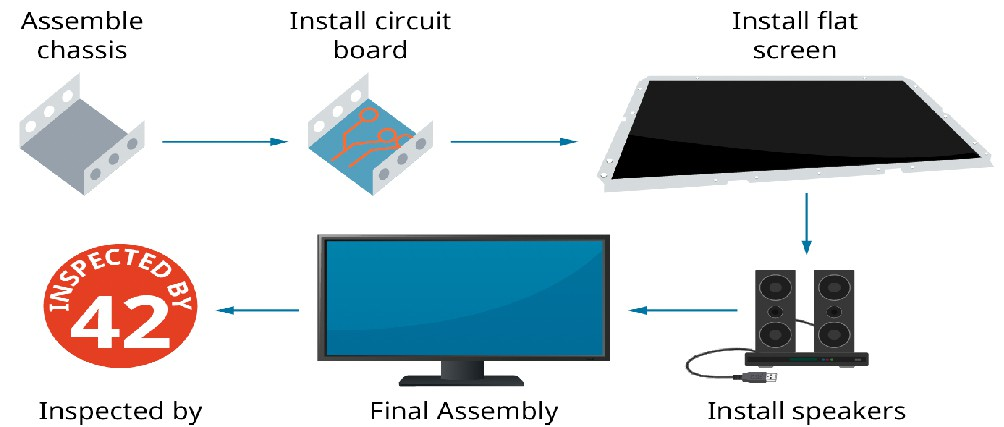 Assemble
chassis
Install circuit
board
Install flat
screen
INSPECTED BY
42
Inspected by
Final Assembly
Install speakers